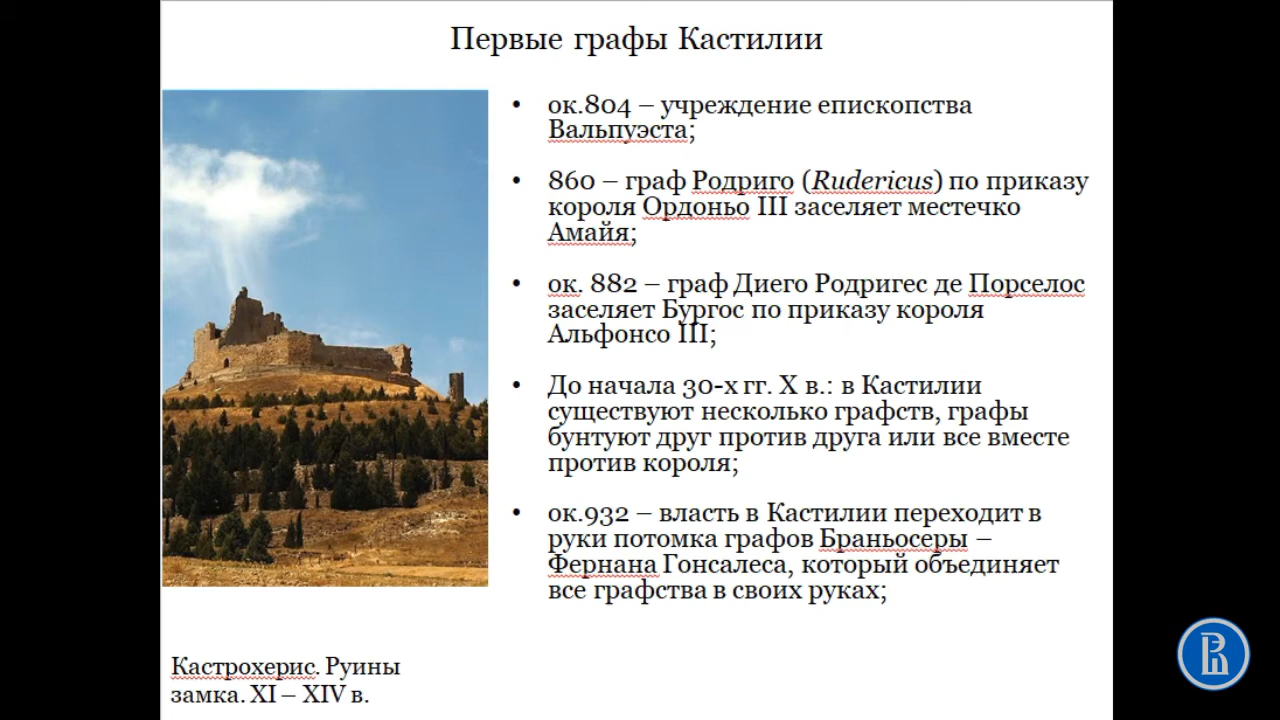 Первые графы Кастилии
• ок.804 – учреждение епископства
Вальпуэста;
• 860 – граф Родриго (Rudericus) по приказу
короля Ордоньо III заселяет местечко
Амайя;
• ок. 882 – граф Диего Родригес де Порселос
заселяет Бургос по приказу короля
Альфонсо III;
• До начала 30-х гг. X в.: в Кастилии
существуют несколько графств, графы
бунтуют друг против друга или все вместе
против короля;
• ок.932 – власть в Кастилии переходит в
руки потомка графов Браньосеры –
Фернана Гонсалеса, который объединяет
все графства в своих руках;
Кастрохерис. Руины
замка. XI – XIV в.